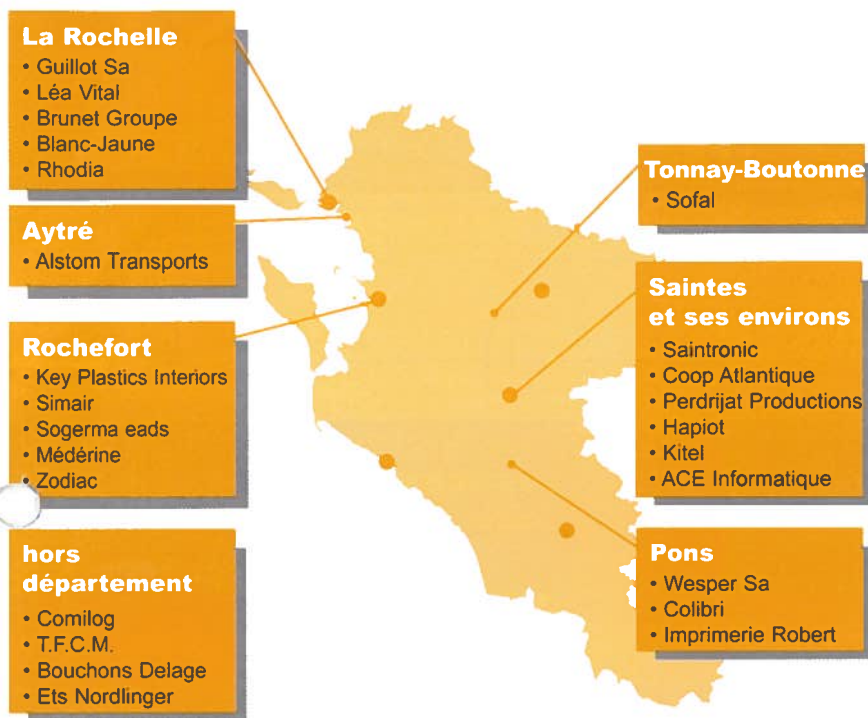 La Rochelle
• Guillot Sa
• Léa Vital
• Brunet Groupe
• Blanc-Jaune
• Rhodia
Aytré
• Alstom Transports
Rochefort
• Key Plastics Interiors
• Simair
• Sogerma eads
• Médérine
• Zodiac
hors
département
• Comilog
• T.F.C.M.
• Bouchons Delage
• Ets Nordlinger
Tonnay-Boutonne
• Sofal
Saintes
et ses environs
• Saintronic
• Coop Atlantique
• Perdrijat Productions
• Hapiot
• Kitel
• ACE Informatique
Pons
• Wesper Sa
• Colibri
• Imprimerie Robert